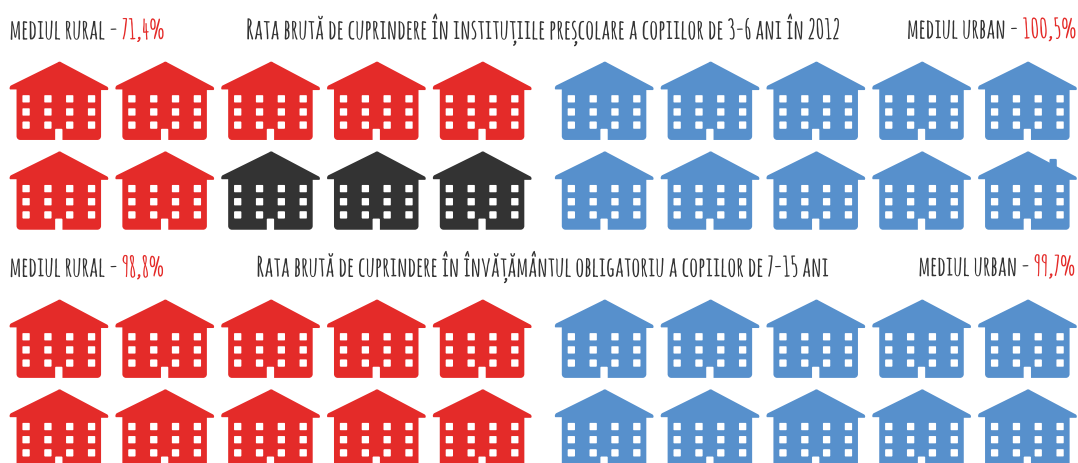 MEDIUL RURAL - 71,4% RATA BRUTĂ DE CUPRINDERE ÎN INSTITUȚIILE PREȘCOLARE A COPIILOR DE 3-6 ANI ÎN 2012 MEDIUL URBAN - 100,5%
MEDIUL RURAL - 98,8% RATA BRUTĂ DE CUPRINDERE ÎN ÎNVĂȚĂMÂNTUL OBLIGATORIU A COPIILOR DE 7-15 ANI MEDIUL URBAN - 99,7%